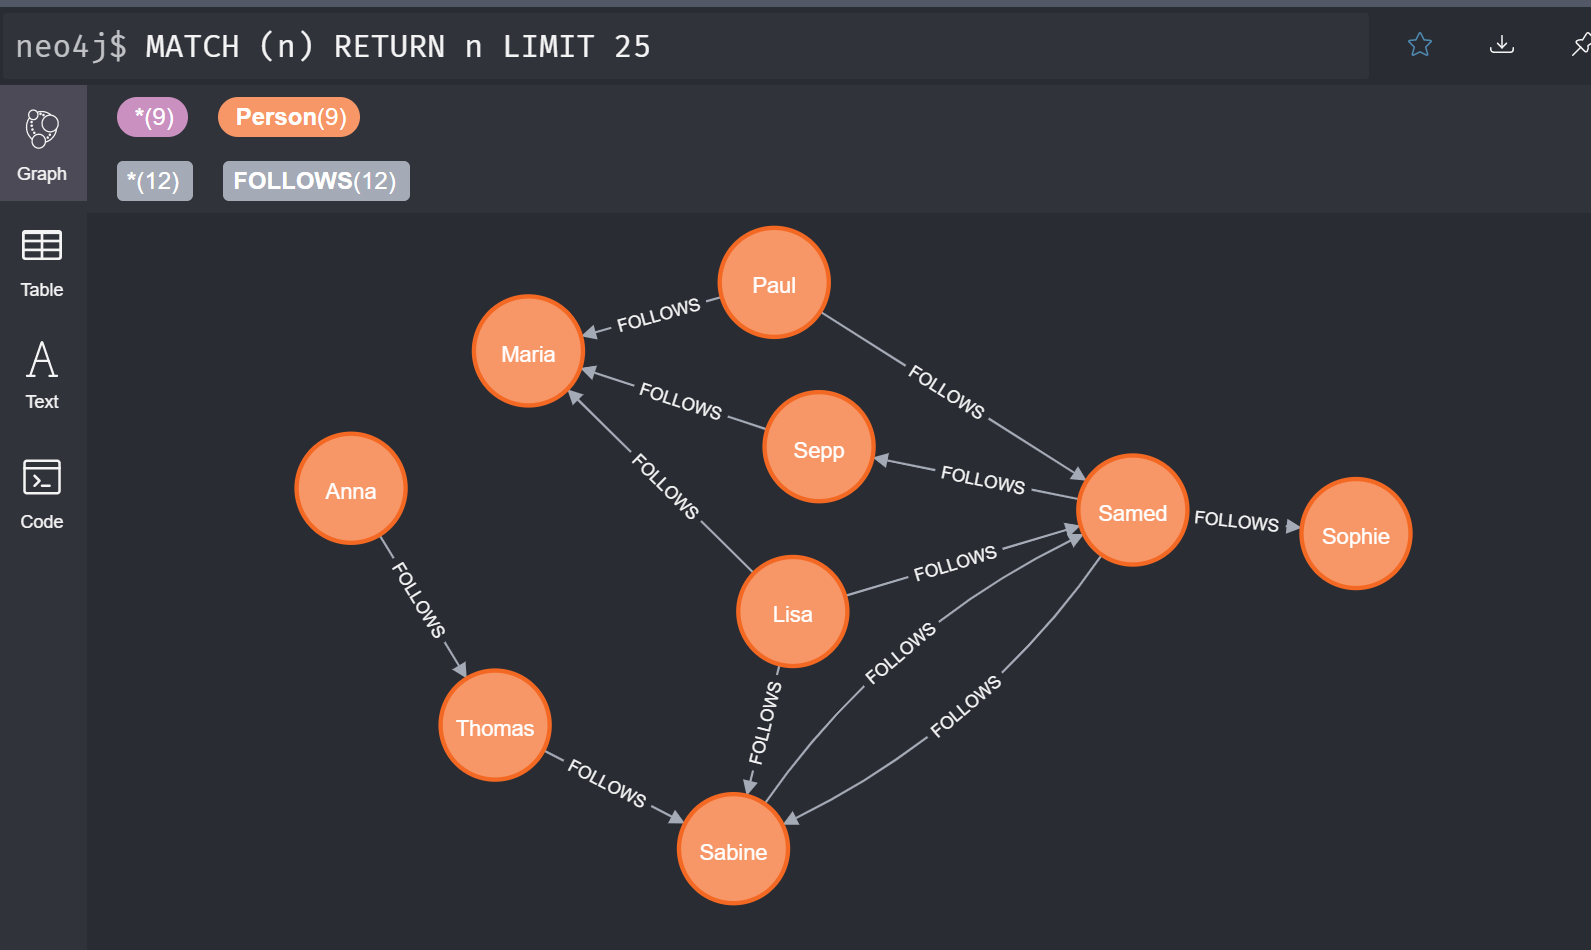 neo4j$ MATCH (n) RETURN n LIMIT 25
*(9) Person(9)
Graph
*(12) FOLLOWS(12)
Table
Text
Code
Paul
FOLLOWS
Maria
FOLLOWS
FOLLOWS
Sepp
FOLLOWS
FOLLOWS
Anna
Samed
FOLLOWS
Sophie
FOLLOWS
FOLLOWS
Lisa
FOLLOWS
FOLLOWS
FOLLOWS
Thomas
FOLLOWS
Sabine